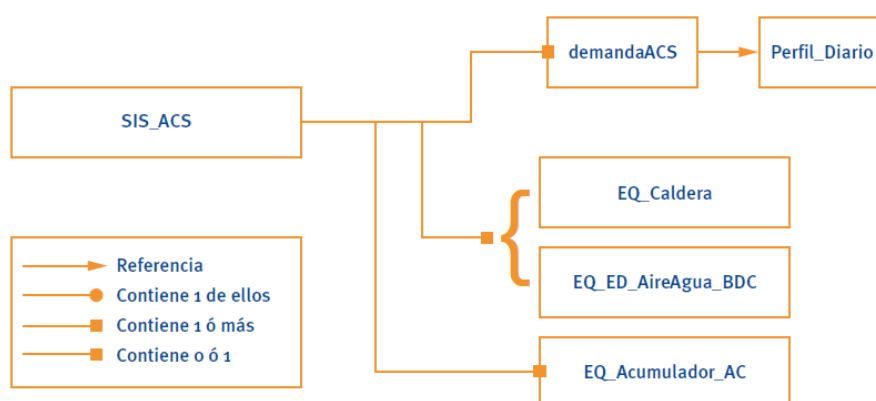 demandaACS
Perfil_Diario
SIS_ACS
EQ_Caldera
Referencia
Contiene 1 de ellos
Contiene 1 ó más
Contiene 0 ó 1
EQ_ED_AireAgua_BDC
EQ_Acumulador_AC